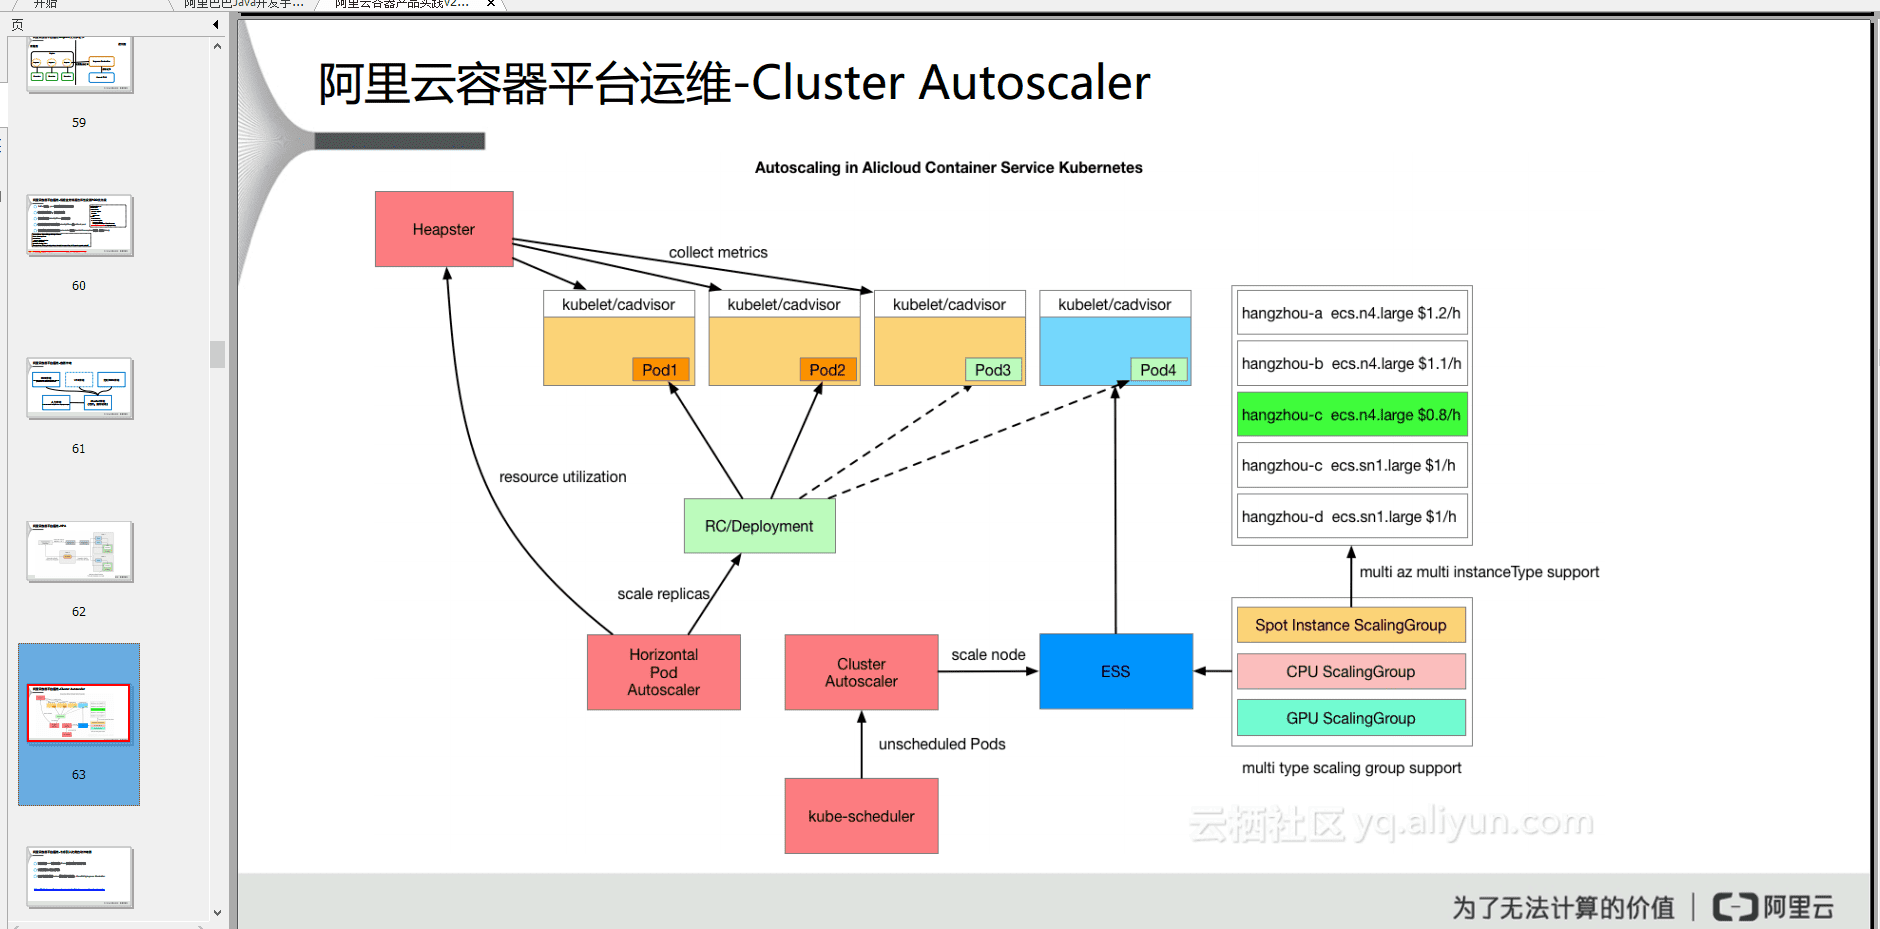 开始
阿里巴巴Java开发手...
阿里云容器产品实践v2...
页
59
60
61
62
63
阿里云容器平台运维-Cluster Autoscaler
Autoscaling in Alicloud Container Service Kubernetes
Heapster
collect metrics
kubelet/cadvisor
kubelet/cadvisor
kubelet/cadvisor
kubelet/cadvisor
Pod1
Pod2
Pod3
Pod4
hangzhou-a ecs.n4.large $1.2/h
hangzhou-b ecs.n4.large $1.1/h
hangzhou-c ecs.n4.large $0.8/h
hangzhou-c ecs.sn1.large $1/h
hangzhou-d ecs.sn1.large $1/h
resource utilization
RC/Deployment
scale replicas
multi az multi instanceType support
Horizontal
Pod
Autoscaler
Cluster
Autoscaler
scale node
ESS
Spot Instance ScalingGroup
CPU ScalingGroup
GPU ScalingGroup
unscheduled Pods
multi type scaling group support
kube-scheduler
云栖社区 yq.aliyun.com
为了无法计算的价值
阿里云